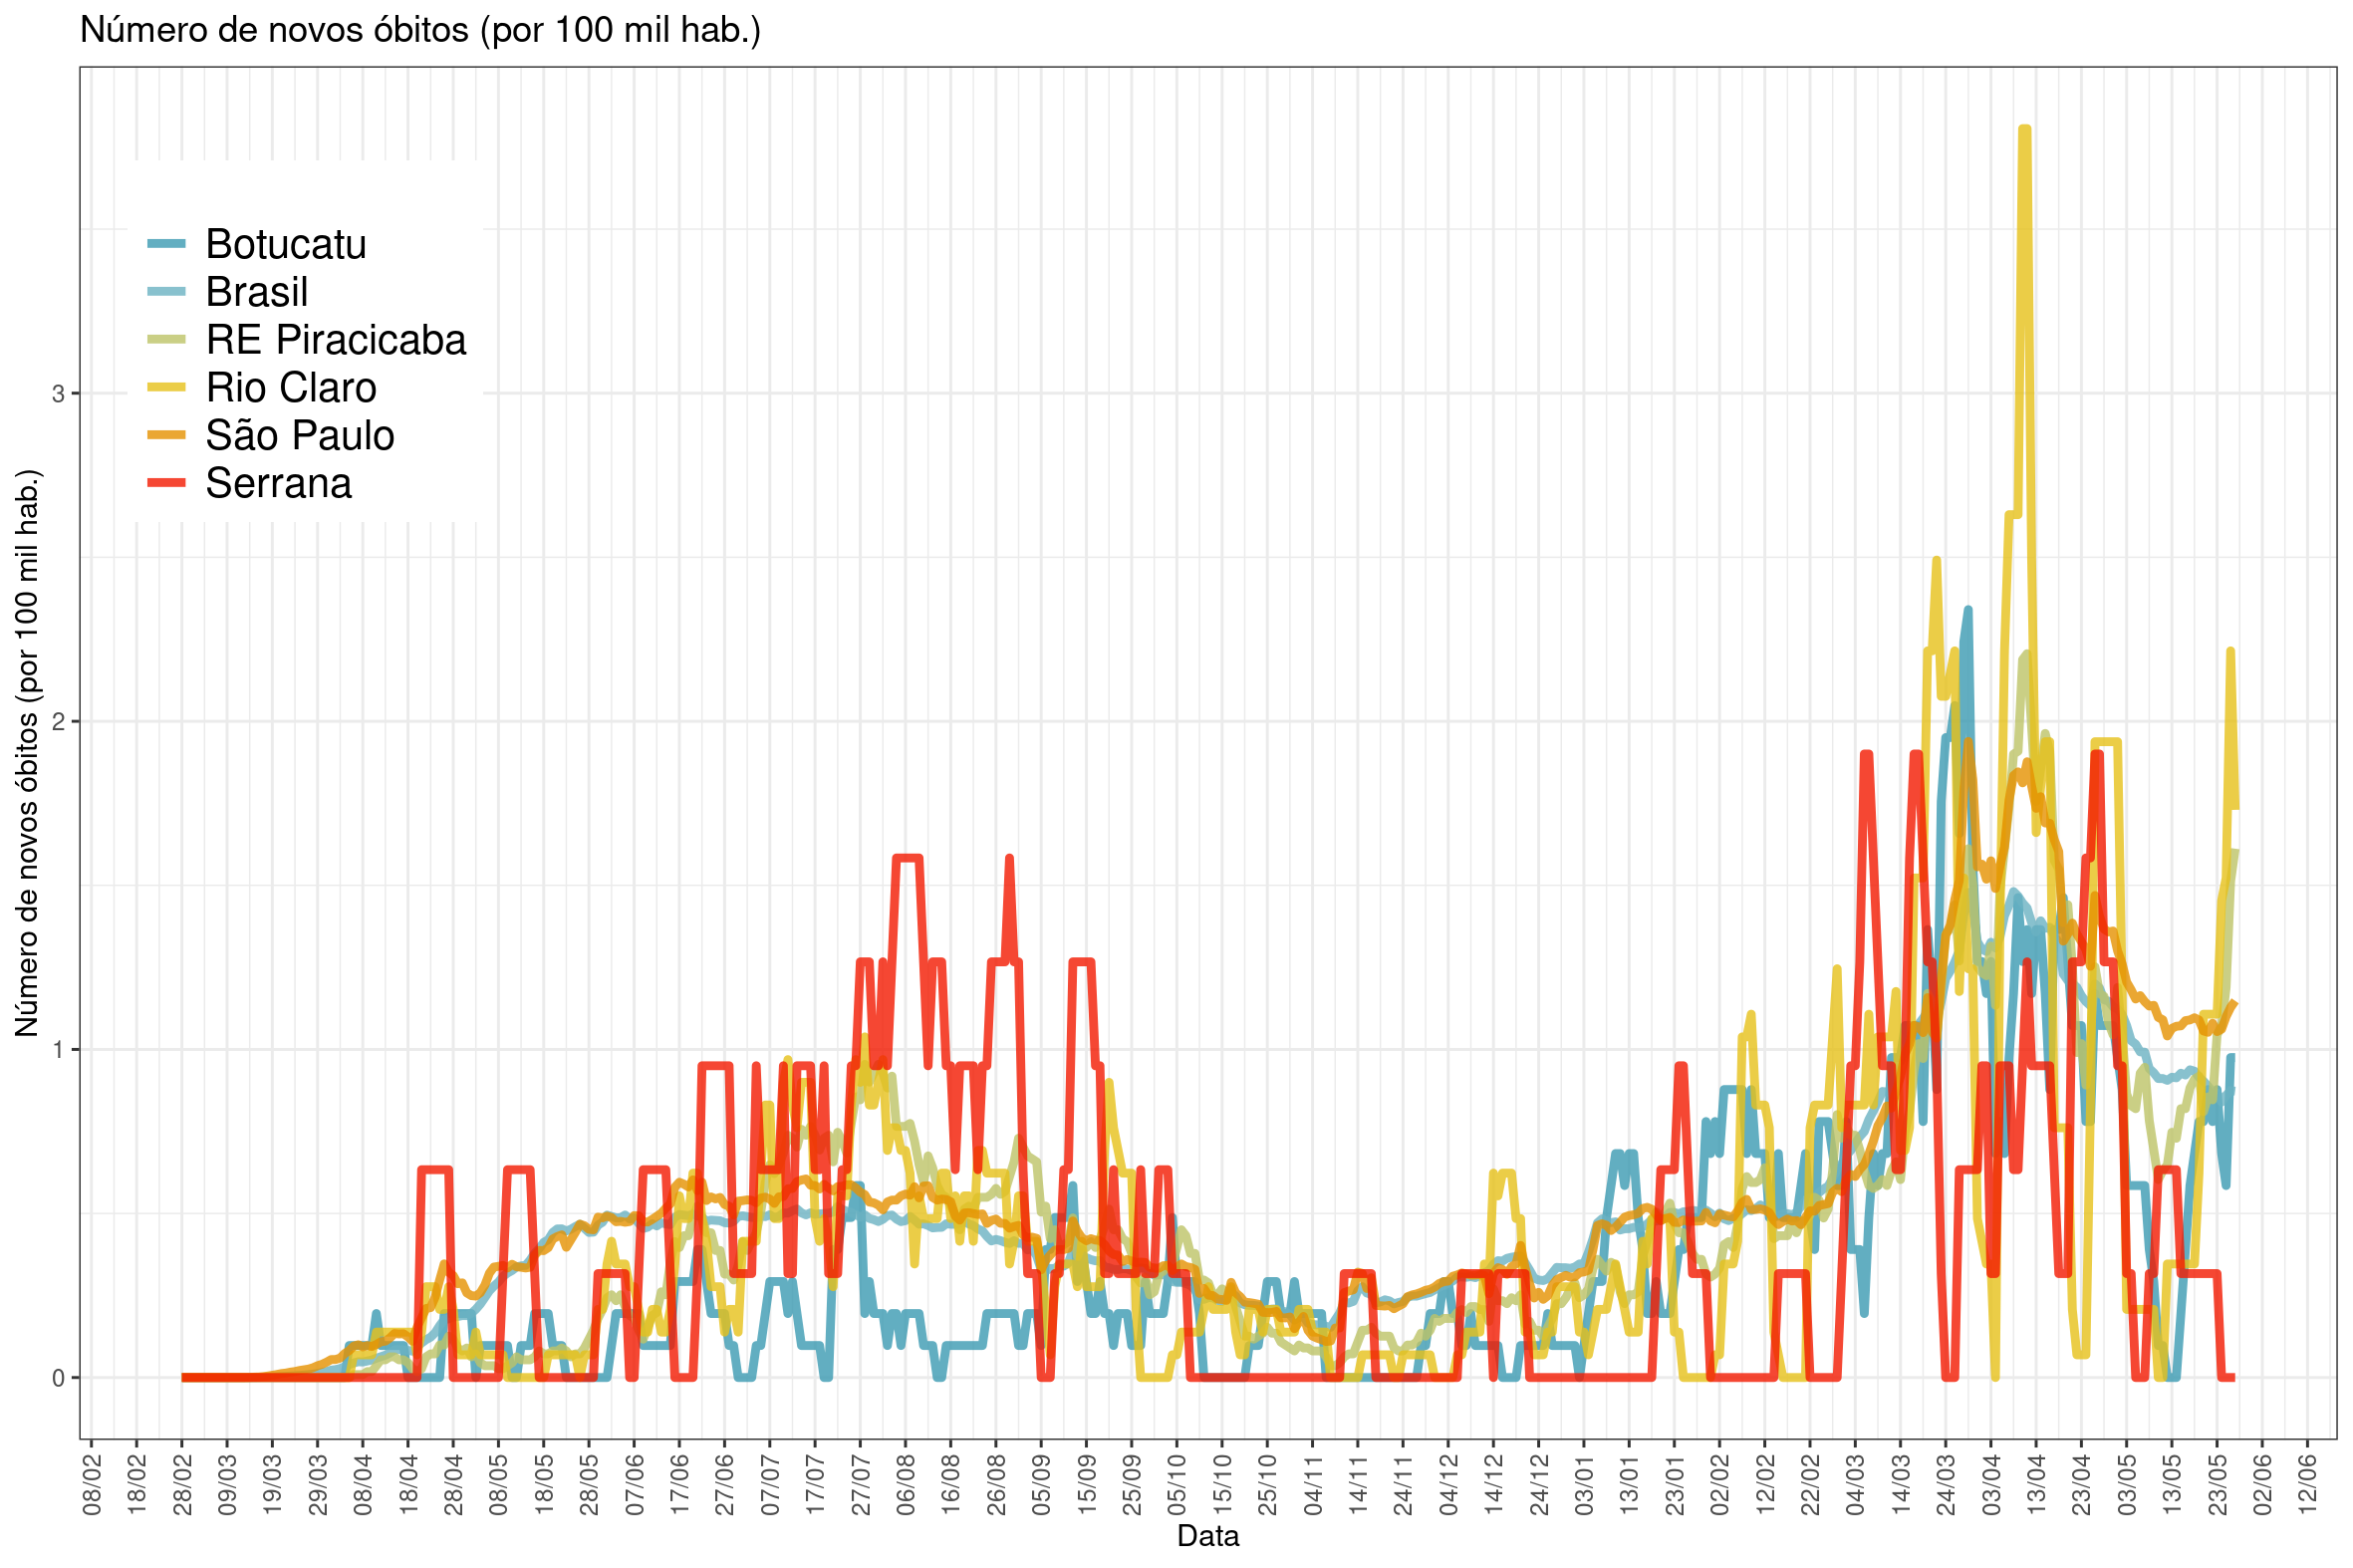 Número de novos óbitos (por 100 mil hab.)
Número de novos óbitos (por 100 mil hab.)
Botucatu
Brasil
RE Piracicaba
Rio Claro
São Paulo
Serrana
3
2
1
0
08/02 18/02 28/02 09/03 19/03 29/03 08/04 18/04 28/04 08/05 18/05 28/05 07/06 17/06 27/06 07/07 17/07 27/07 06/08 16/08 26/08 05/09 15/09 25/09 05/10 15/10 25/10 04/11 14/11 24/11 04/12 14/12 24/12 03/01 13/01 23/01 02/02 12/02 22/02 04/03 14/03 24/03 03/04 13/04 23/04 03/05 13/05 23/05 02/06 12/06
Data